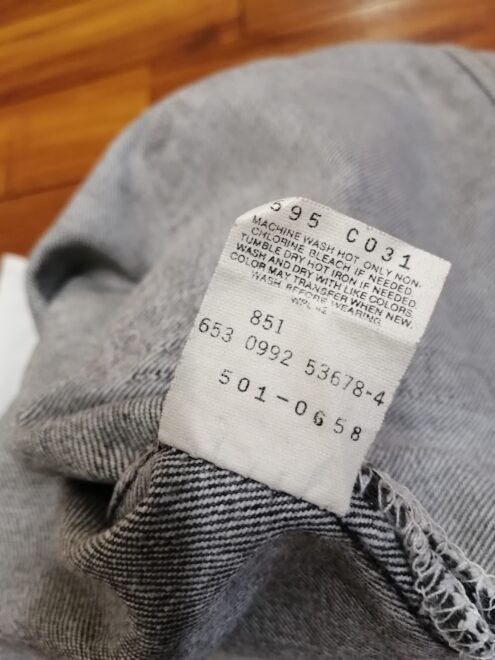 595 C031
MACHINE WASH HOT ONLY NON-
CHLORINE BLEACH IF NEEDED.
TUMBLE DRY HOT IRON IF NEEDED.
WASH AND DRY WITH LIKE COLORS.
COLOR MAY TRANSFER WHEN NEW.
WASH BEFORE WEARING.
WPL 42
851
653 0992 53678-4
501-0658